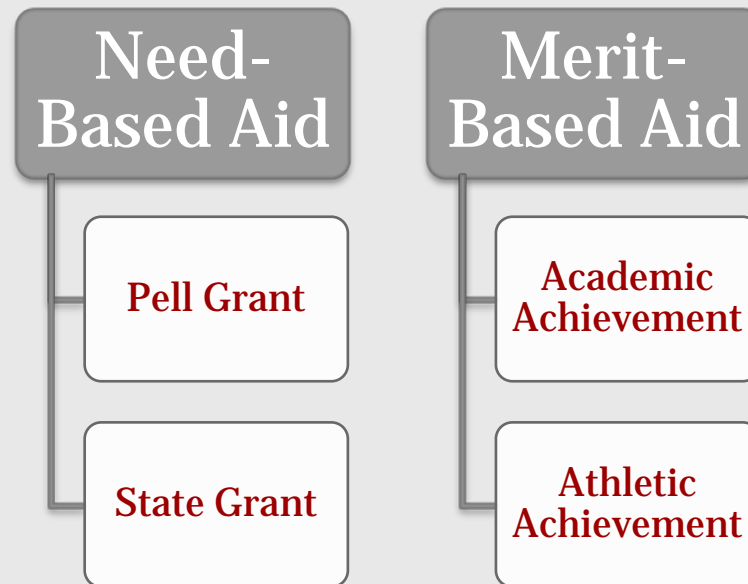 Need-
Based Aid
Pell Grant
State Grant
Merit-
Based Aid
Academic
Achievement
Athletic
Achievement